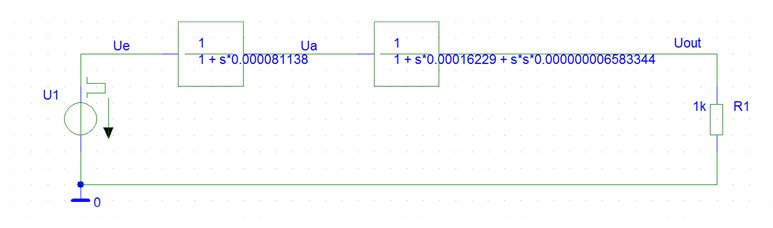 Ue
1
1 + s*0.000081138
Ua
1
1 + s*0.00016229 + s*s*0.000000006583344
Uout
U1
1k
R1
0